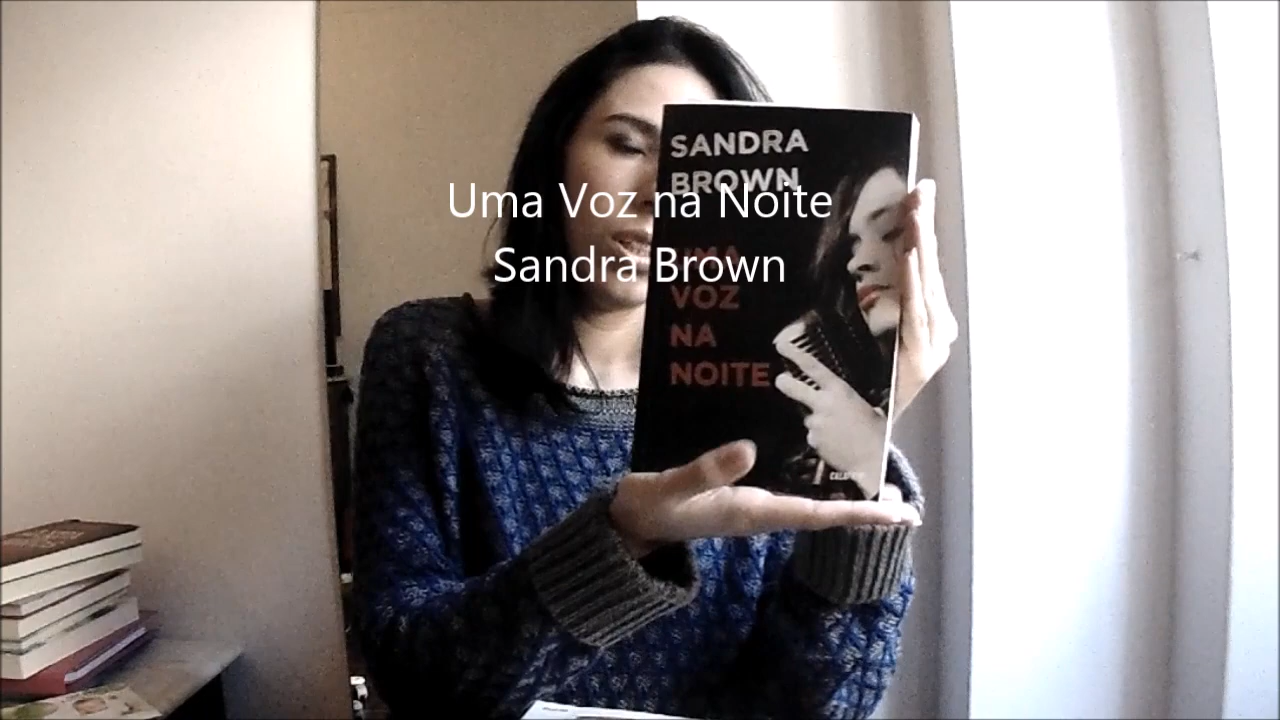 SANDRA
BROWN
Uma Voz na Noite
Sandra Brown
UMA
VOZ
NA
NOITE